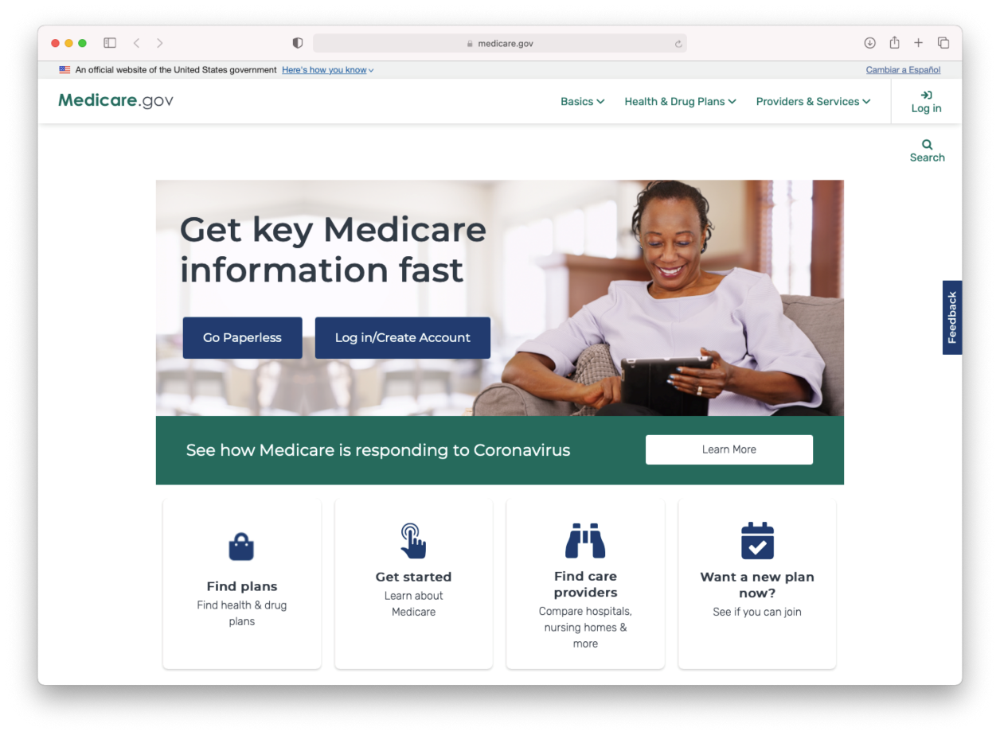 medicare.gov
An official website of the United States government Here's how you know
Cambiar a Español
Medicare.gov
Basics
Health & Drug Plans
Providers & Services
Log in
Search
Get key Medicare
information fast
Go Paperless
Log in/Create Account
Feedback
See how Medicare is responding to Coronavirus
Learn More
Find plans
Find health & drug
plans
Get started
Learn about
Medicare
Find care
providers
Compare hospitals,
nursing homes &
more
Want a new plan
now?
See if you can join